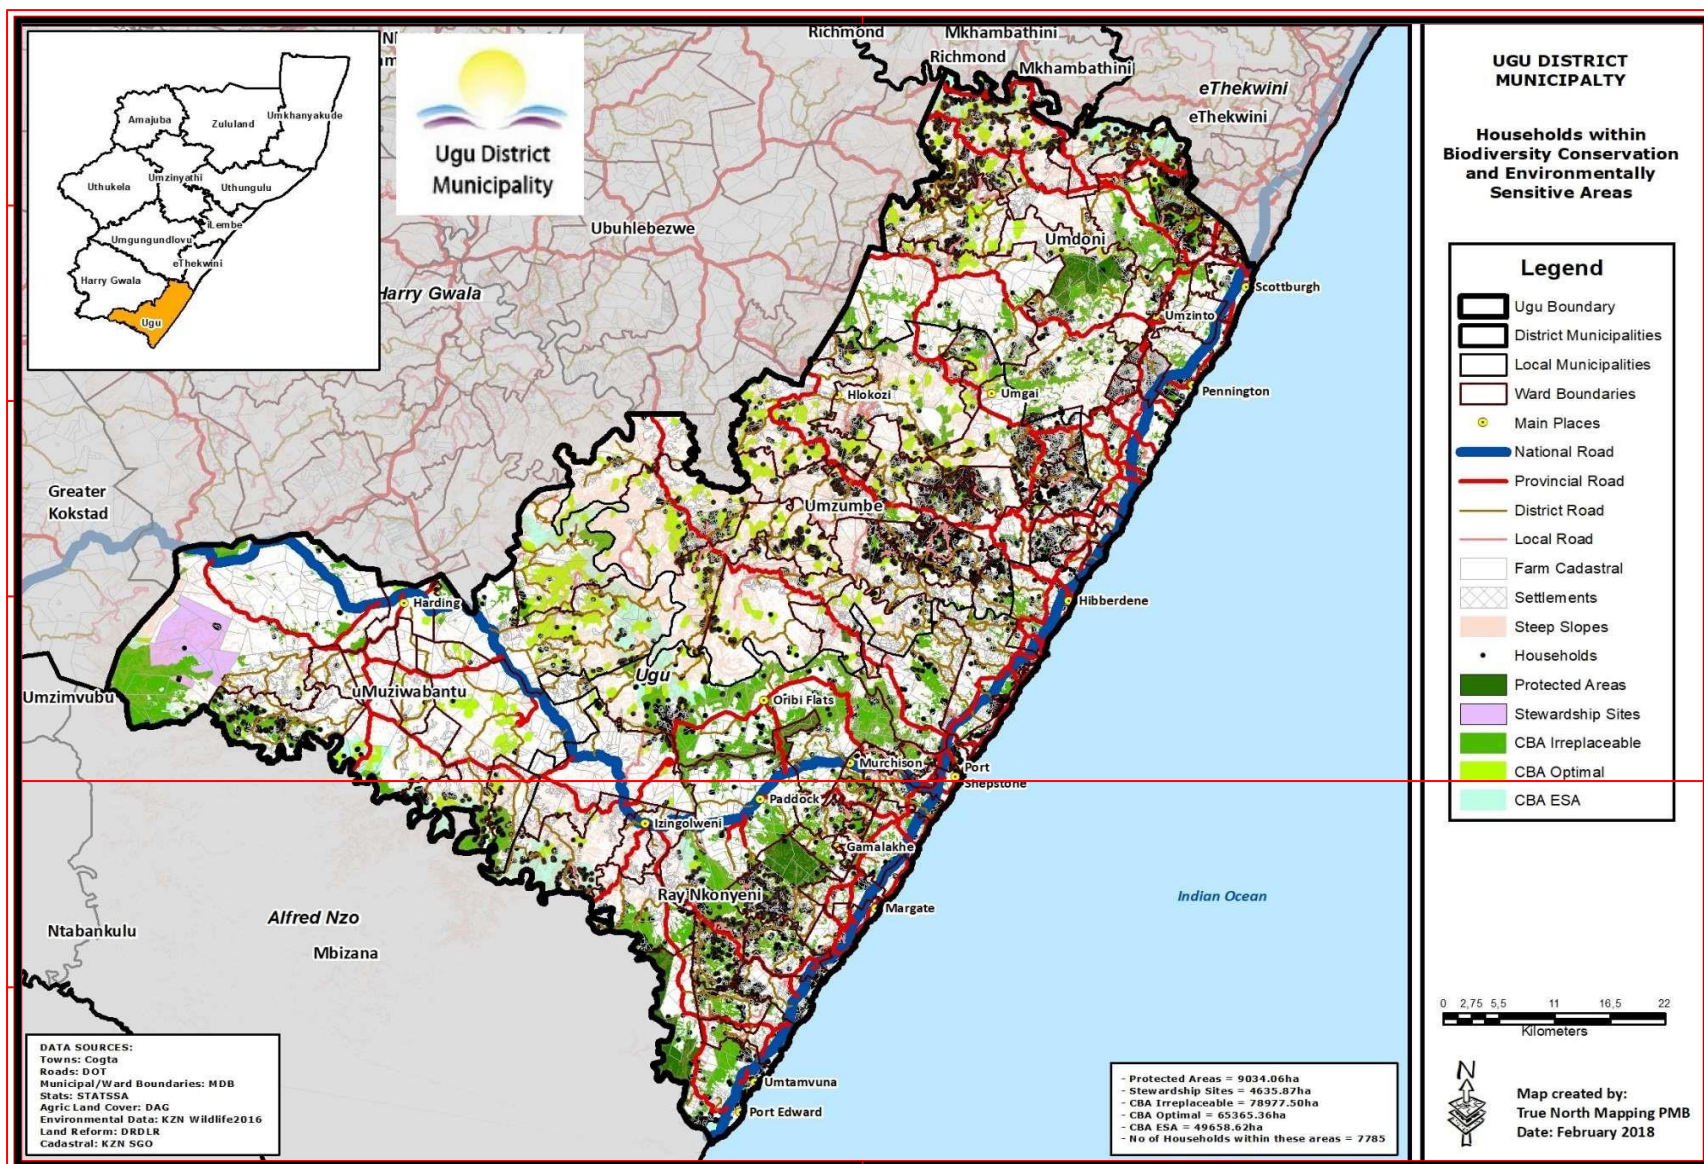 Richmond
Mkhambathini
Richmond
Mkhambathini
eThekwini
eThekwini
Amajuba
Zululand
Umkhanyakude
Umzinyathi
Uthukela
Uthungulu
iLembe
Umgungundlovu
eThekwini
Harry Gwala
Ugu
Ugu District
Municipality
Ubuhlebezwe
Harry Gwala
Umdoni
Scottburgh
Umzinto
Pennington
Hlokozi
Umgai
Greater
Kokstad
Umzumbe
Harding
Hibberdene
Ugu
Umzimvubu
uMuziwabantu
Oribi Flats
Murchison
Port
Shepstone
Paddock
Izingolweni
Gamalakhe
Ray Nkonyeni
Margate
Indian Ocean
Alfred Nzo
Ntabankulu
Mbizana
Umtamvuna
Port Edward
DATA SOURCES:
Towns: Cogta
Roads: DOT
Municipal/Ward Boundaries: MDB
Stats: STATSSA
Agric Land Cover: DAG
Environmental Data: KZN Wildlife2016
Land Reform: DRDLR
Cadastral: KZN SGO
- Protected Areas = 9034.06ha
- Stewardship Sites = 4635.87ha
- CBA Irreplaceable = 78977.50ha
- CBA Optimal = 65365.36ha
- CBA ESA = 49658.62ha
- No of Households within these areas = 7785
UGU DISTRICT
MUNICIPALTY
Households within
Biodiversity Conservation
and Environmentally
Sensitive Areas
Legend
Ugu Boundary
District Municipalities
Local Municipalities
Ward Boundaries
Main Places
National Road
Provincial Road
District Road
Local Road
Farm Cadastral
Settlements
Steep Slopes
Households
Protected Areas
Stewardship Sites
CBA Irreplaceable
CBA Optimal
CBA ESA
0 2,75 5,5 11 16,5 22
Kilometers
N
Map created by:
True North Mapping PMB
Date: February 2018